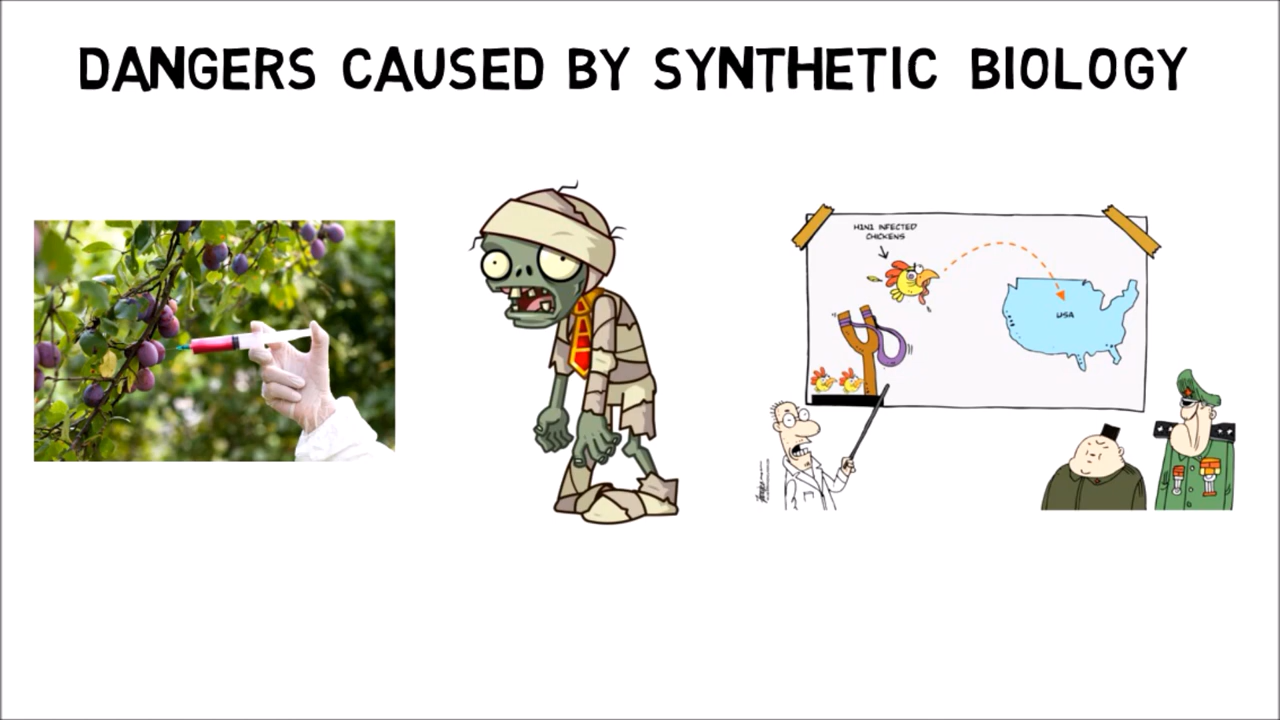 DANGERS CAUSED BY SYNTHETIC BIOLOGY
H1N1 INFECTED
CHICKENS
USA